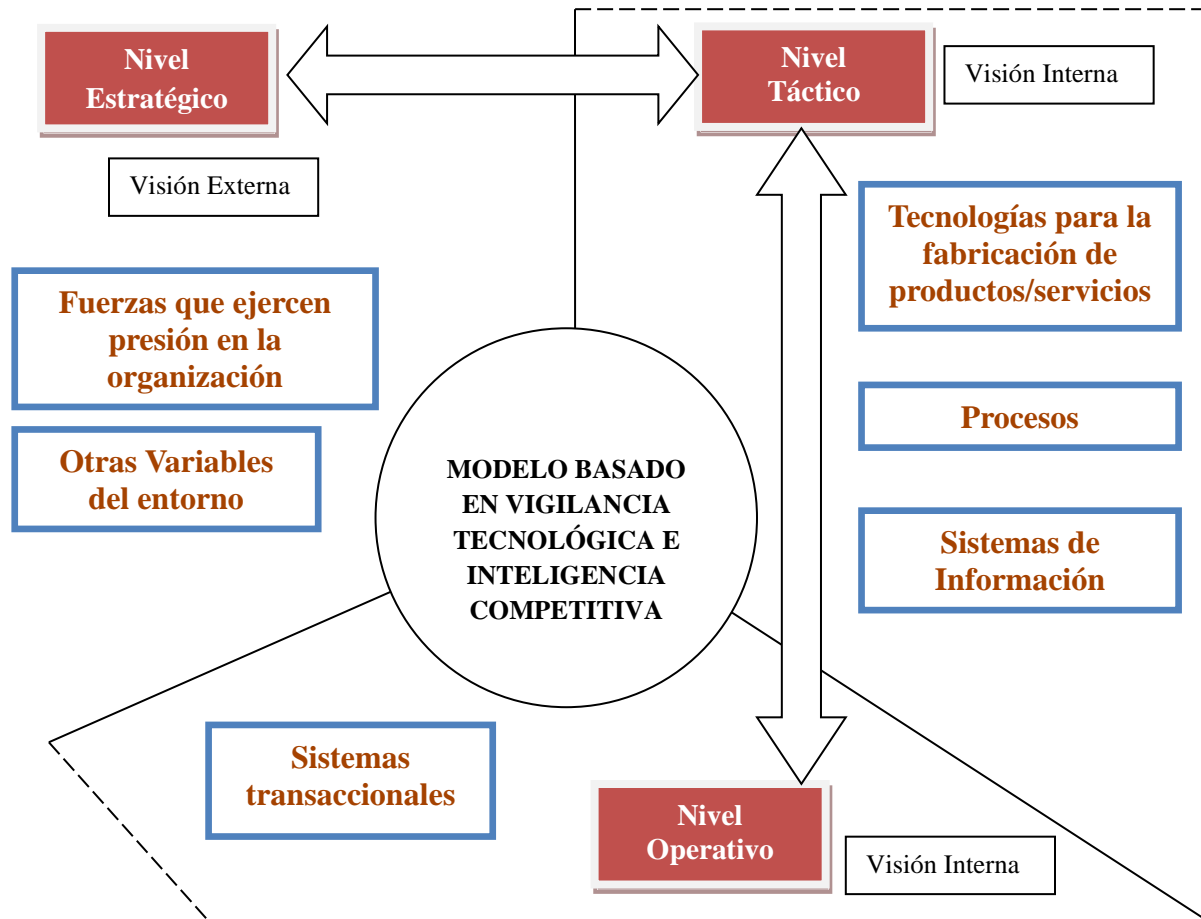 Nivel
Estratégico
Nivel
Táctico
Visión Interna
Visión Externa
Tecnologías para la
fabricación de
productos/servicios
Fuerzas que ejercen
presión en la
organización
Procesos
Otras Variables
del entorno
MODELO BASADO
EN VIGILANCIA
TECNOLÓGICA E
INTELIGENCIA
COMPETITIVA
Sistemas de
Información
Sistemas
transaccionales
Nivel
Operativo
Visión Interna